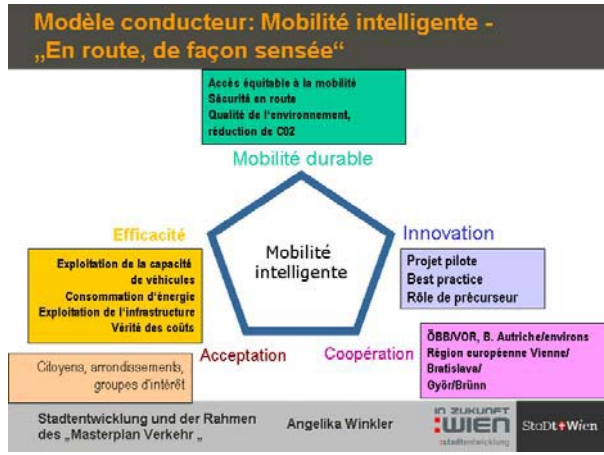 Modèle conducteur: Mobilité intelligente -
„En route, de façon sensée“
Accès équitable à la mobilité
Sécurité en route
Qualité de l'environnement,
réduction de C02
Mobilité durable
Efficacité
Exploitation de la capacité
de véhicules
Consommation d'énergie
Exploitation de l'infrastructure
Vérité des coûts
Mobilité
intelligente
Innovation
Projet pilote
Best practice
Rôle de précurseur
Acceptation
Citoyens, arrondissements,
groupes d'intérêt
Coopération
ÖBB/VOR, B. Autriche/environs
Région européenne Vienne/
Bratislava/
Györ/Brünn
Stadtentwicklung und der Rahmen
des „Masterplan Verkehr „
Angelika Winkler
IN ZUKUNFT
:WIEN
:stadtentwicklung
StaDt+Wien